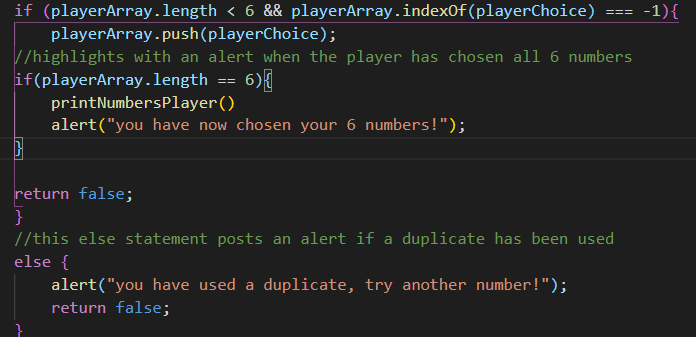 if (playerArray.length < 6 && playerArray.indexOf(playerChoice) === -1){
playerArray.push(playerChoice);
//highlights with an alert when the player has chosen all 6 numbers
if(playerArray.length == 6){
printNumbersPlayer()
alert("you have now chosen your 6 numbers!");
}
return false;
}
//this else statement posts an alert if a duplicate has been used
else {
alert("you have used a duplicate, try another number!");
return false;
}